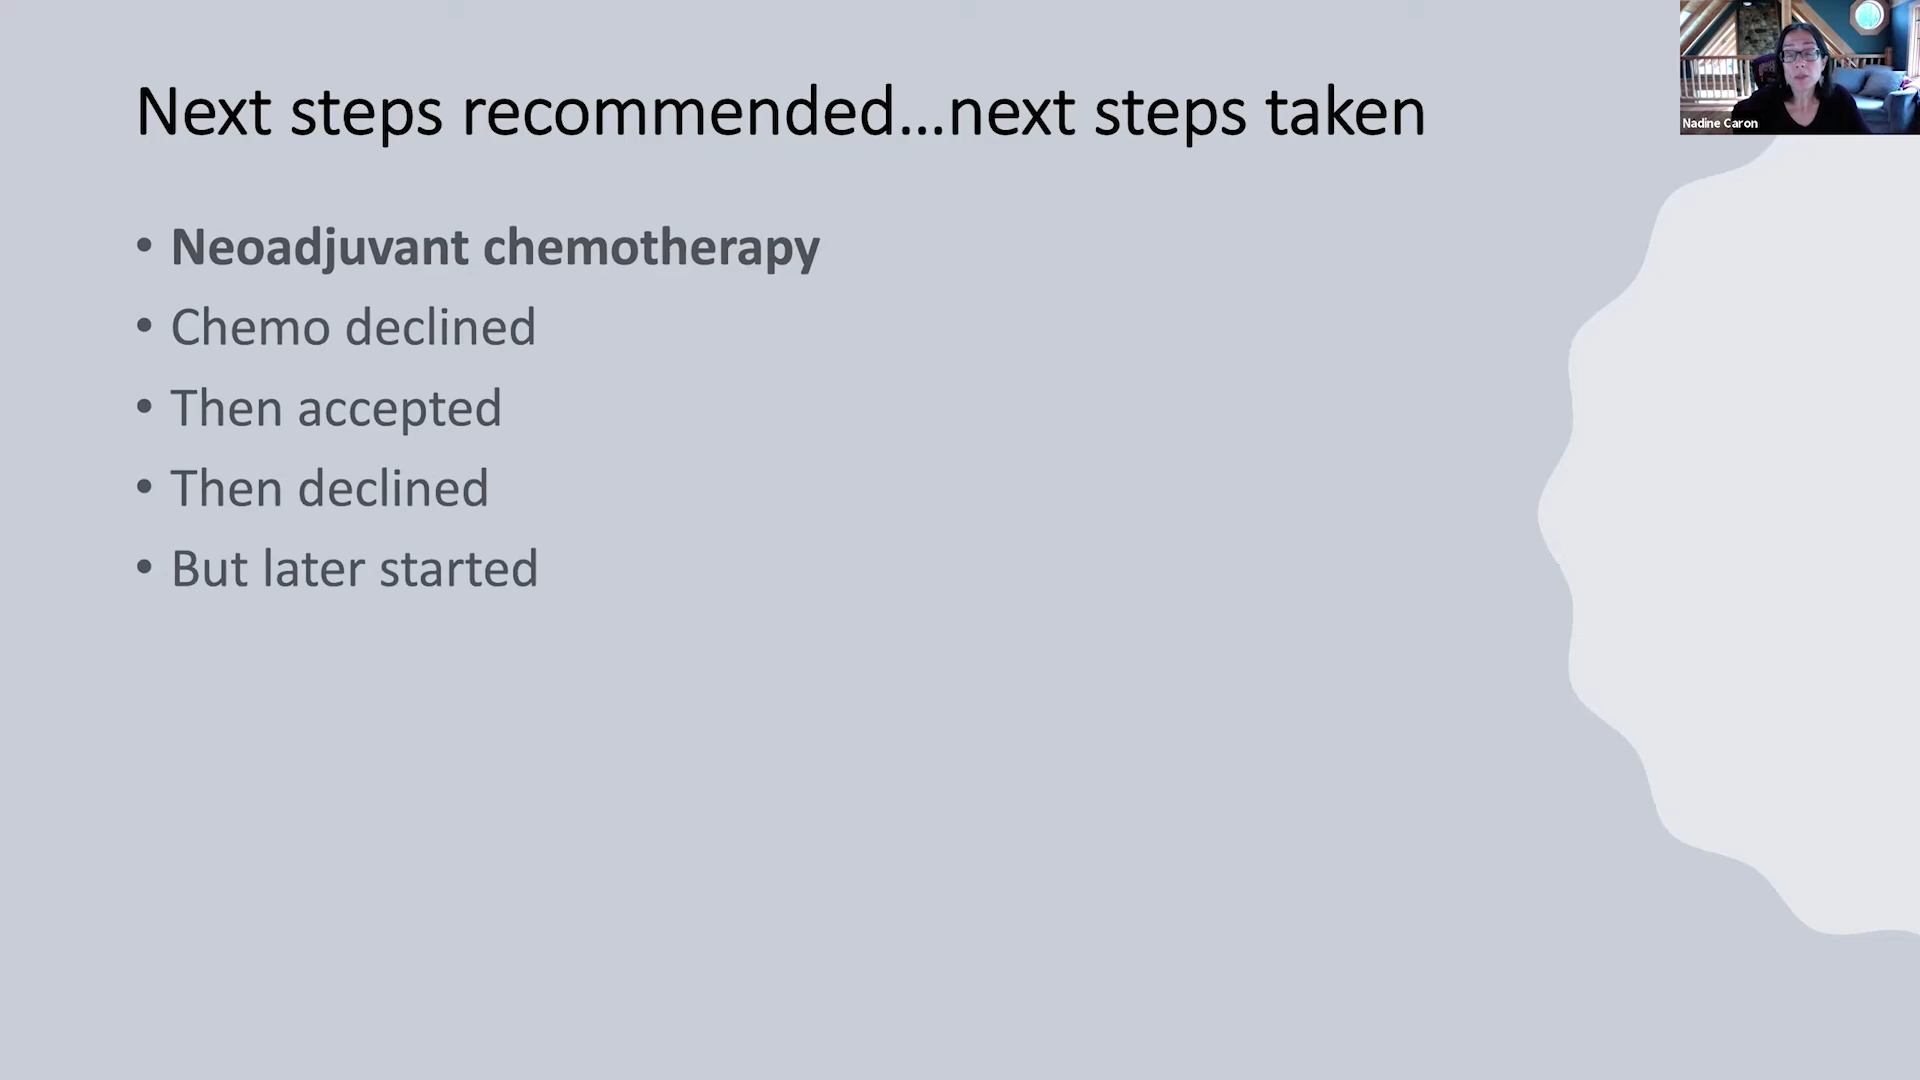 Next steps recommended...next steps taken
Nadine Caron
• Neoadjuvant chemotherapy
• Chemo declined
• Then accepted
• Then declined
• But later started